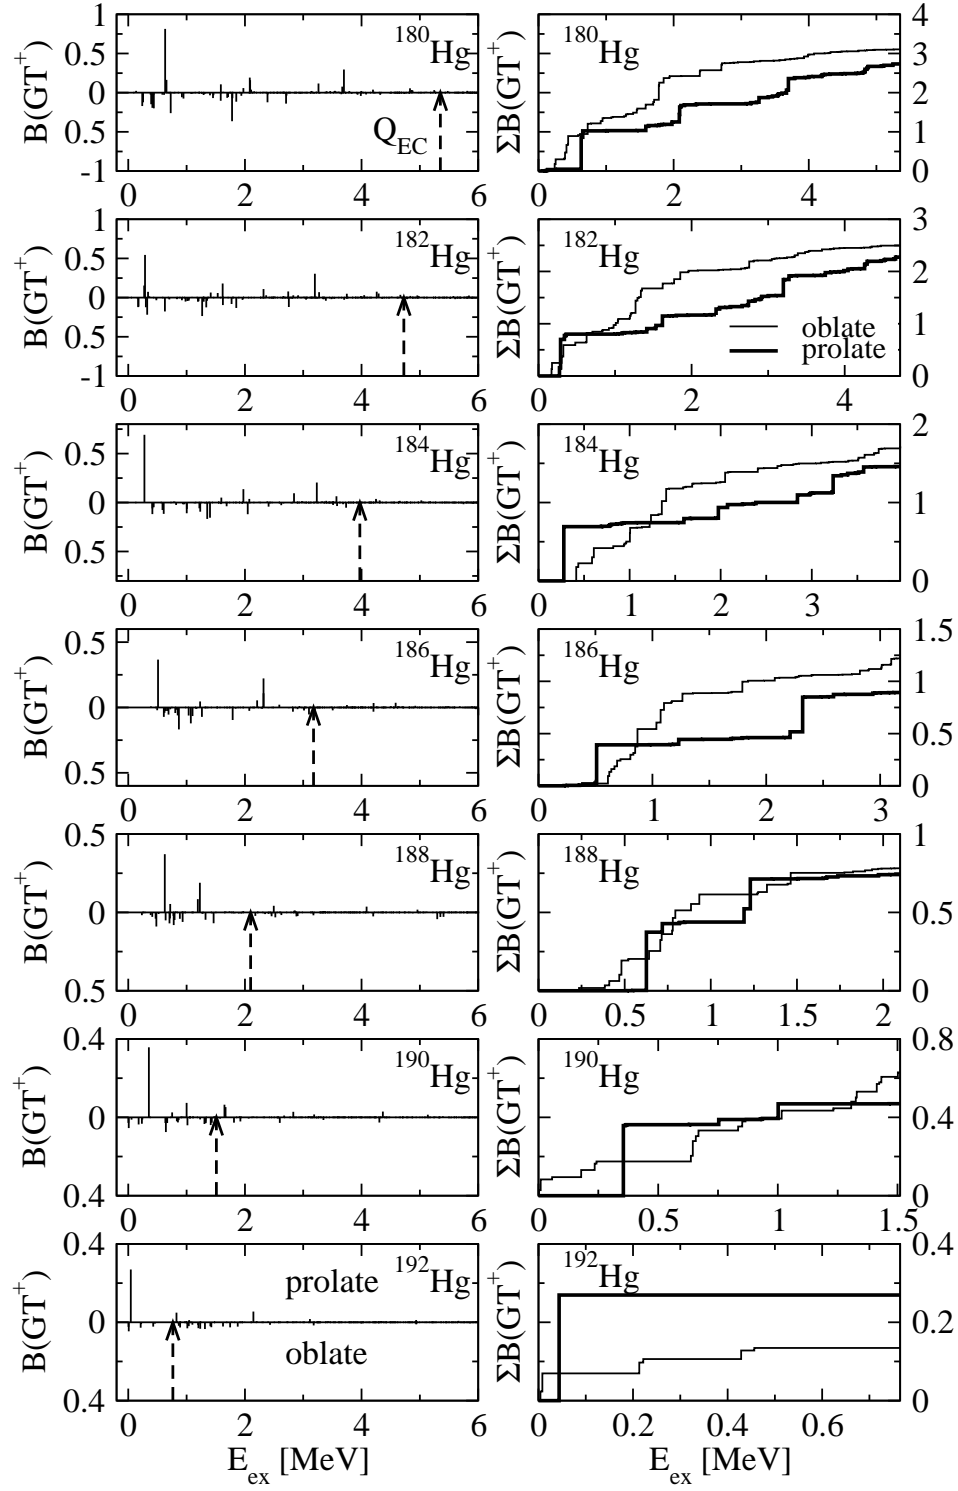 1 0.5 0 0.5 -1
B(GT+)
180Hg
QEC
0 2 4 6
ΣB(GT+)
180Hg
4 3 2 1 0
0 2 4
1 0.5 0 0.5 -1
B(GT+)
182Hg
0 2 4 6
ΣB(GT+)
182Hg
oblate
prolate
3 2 1 0
0 2 4
0.5 0 0.5
B(GT+)
184Hg
0 2 4 6
ΣB(GT+)
184Hg
2 1 0
0 1 2 3
0.5 0 0.5
B(GT+)
186Hg
0 2 4 6
ΣB(GT+)
186Hg
1.5 1 0.5 0
0 1 2 3
0.5 0 0.5
B(GT+)
188Hg
0 2 4 6
ΣB(GT+)
188Hg
1 0.5 0
0 0.5 1 1.5 2
0.4 0 0.4
B(GT+)
190Hg
0 2 4 6
ΣB(GT+)
190Hg
0.8 0.4 0
0 0.5 1 1.5
0.4 0 0.4
B(GT+)
prolate 192Hg
oblate
0 2 4 6
Eex [MeV]
ΣB(GT+)
192Hg
0.4 0.2 0
0 0.2 0.4 0.6
Eex [MeV]